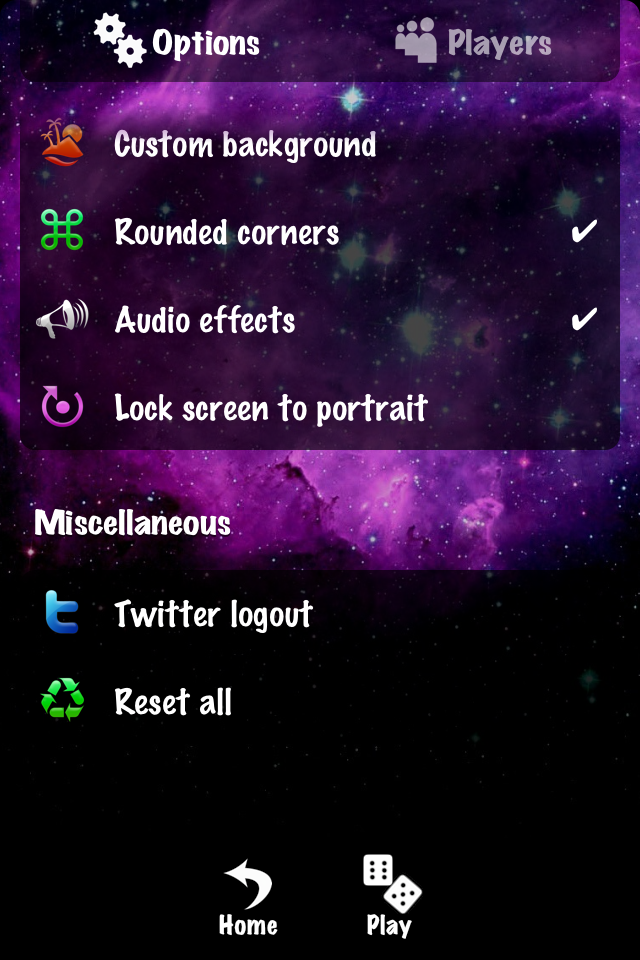 Options
Players
Custom background
Rounded corners
Audio effects
Lock screen to portrait
Miscellaneous
Twitter logout
Reset all
Home
Play